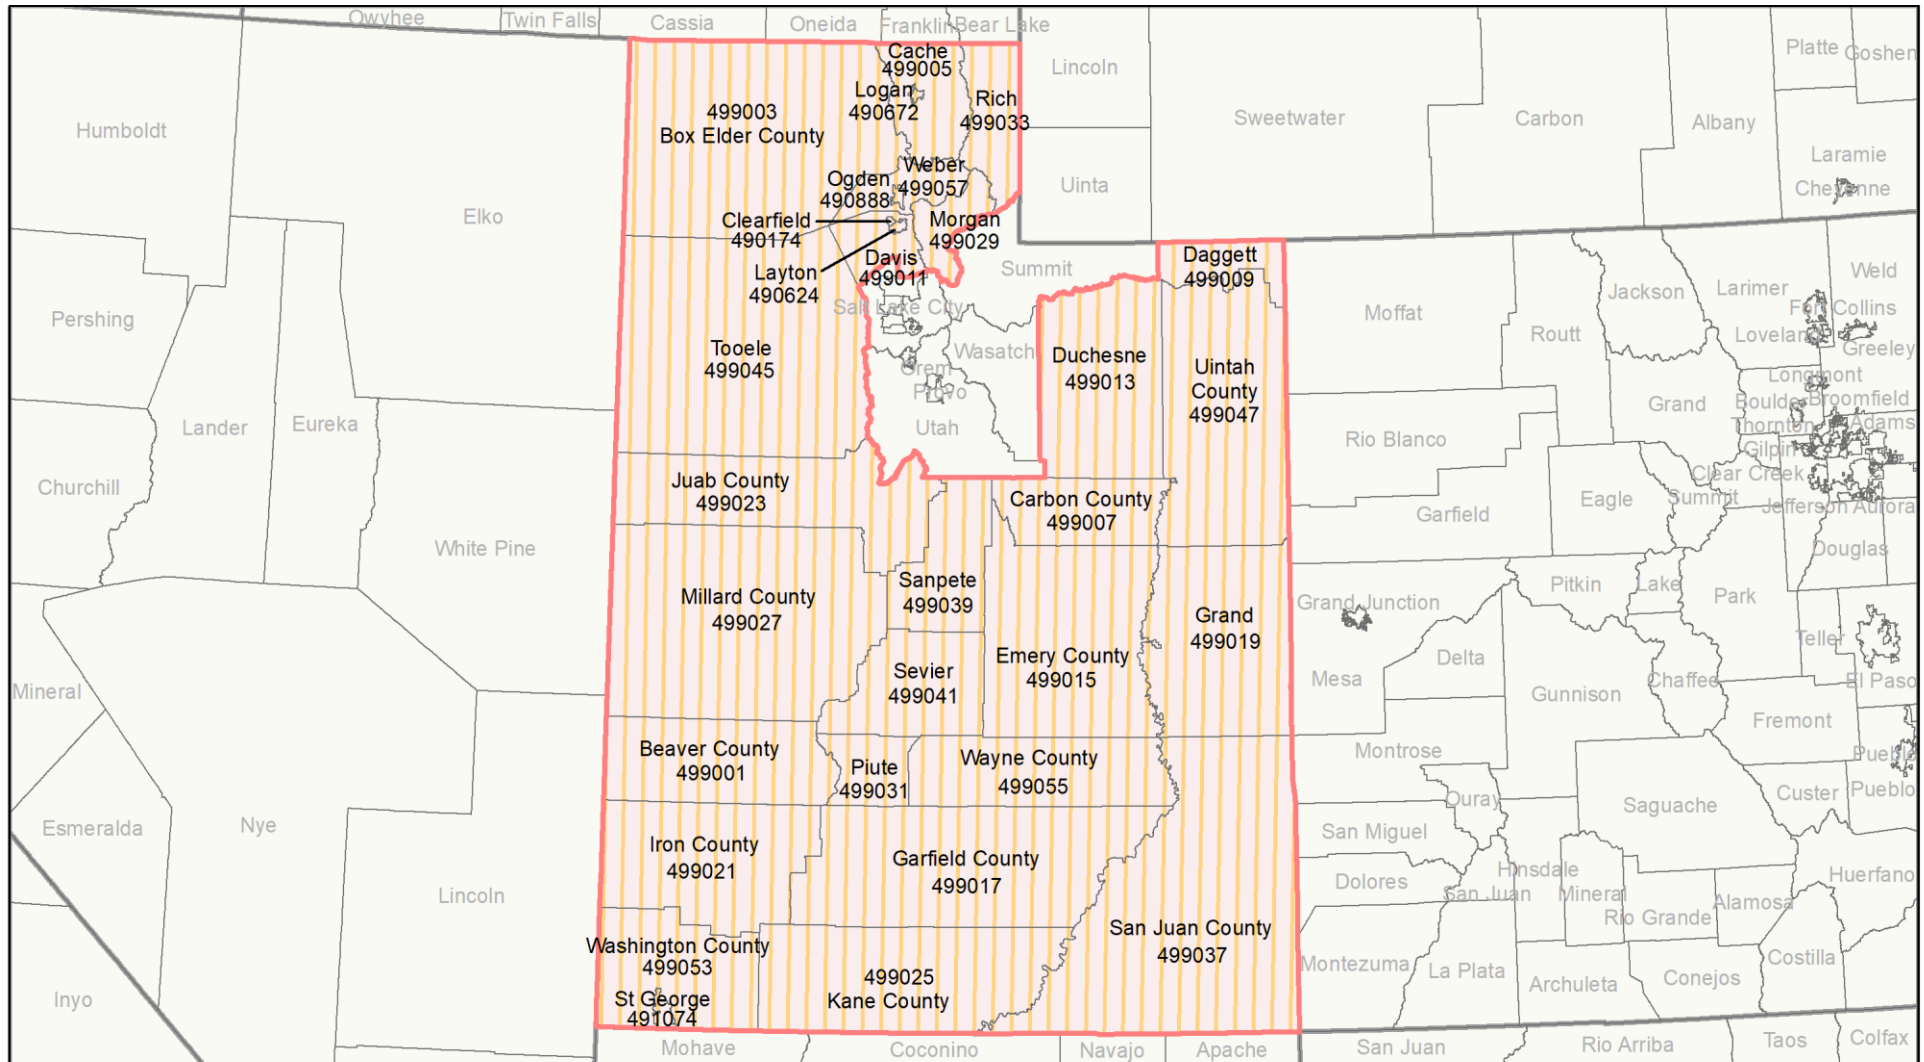 Owyhee
Twin Falls
Cassia
Oneida
Franklin
Bear Lake
Lincoln
Platte
Goshen
Humboldt
Elko
Cache
499005
Logan
490672
Rich
499033
499003
Box Elder County
Sweetwater
Carbon
Albany
Laramie
Cheyenne
Uinta
Weber
499057
Ogden
490888
Clearfield
490174
Morgan
499029
Davis
499011
Layton
490624
Summit
Daggett
499009
Salt Lake City
Moffat
Jackson
Larimer
Weld
Fort Collins
Loveland
Greeley
Routt
Pershing
Tooele
499045
Wasatch
Orem
Provo
Utah
Duchesne
499013
Uintah
County
499047
Longmont
Boulder
Broomfield
Thornton
Adams
Gilpin
Clear Creek
Grand
Rio Blanco
Lander
Eureka
Churchill
Juab County
499023
Carbon County
499007
Garfield
Eagle
Summit
Jefferson
Aurora
Douglas
White Pine
Millard County
499027
Sanpete
499039
Grand
499019
Grand Junction
Pitkin
Lake
Park
Teller
El Paso
Mineral
Sevier
499041
Emery County
499015
Mesa
Delta
Gunnison
Chaffee
Fremont
Beaver County
499001
Piute
499031
Wayne County
499055
Montrose
Pueblo
Pueblo
Custer
Ouray
Saguache
Esmeralda
Nye
Iron County
499021
Garfield County
499017
San Miguel
Dolores
Hinsdale
San Juan
Mineral
Rio Grande
Alamosa
Huerfano
Lincoln
Washington County
499053
St George
491074
499025
Kane County
San Juan County
499037
Montezuma
La Plata
Archuleta
Conejos
Costilla
Inyo
Mohave
Coconino
Navajo
Apache
San Juan
Rio Arriba
Taos
Colfax